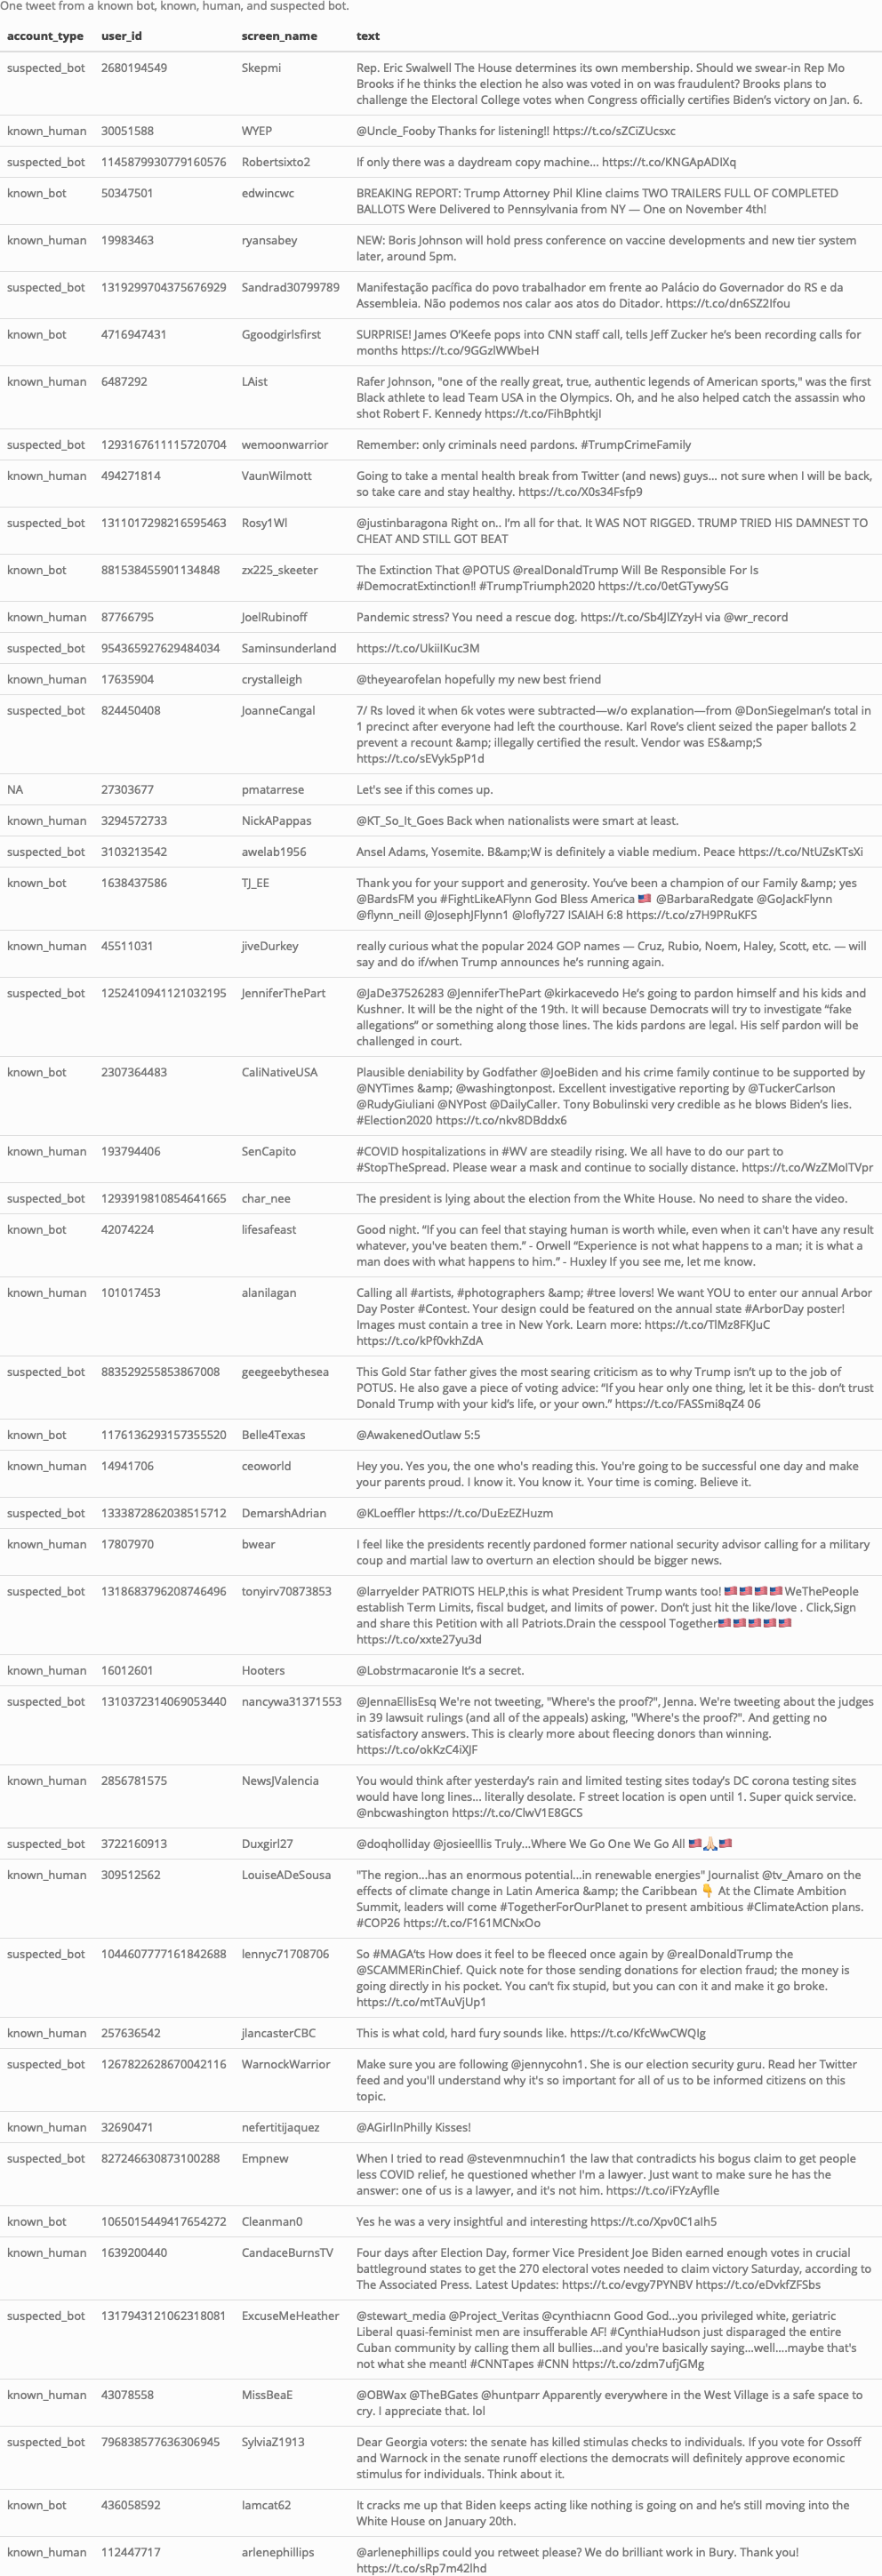 One tweet from a known bot, known, human, and suspected bot.
account_type user_id screen_name text
suspected_bot 2680194549 Skepmi Rep. Eric Swalwell The House determines its own membership. Should we swear-in Rep Mo
Brooks if he thinks the election he also was voted in on was fraudulent? Brooks plans to
challenge the Electoral College votes when Congress officially certifies Biden’s victory on Jan. 6.
known_human 30051588 WYEP @Uncle_Fooby Thanks for listening!! https://t.co/sZCiZUcsxc
suspected_bot 1145879930779160576 Robertsixto2 If only there was a daydream copy machine... https://t.co/KNGApADIXq
known_bot 50347501 edwincwc BREAKING REPORT: Trump Attorney Phil Kline claims TWO TRAILERS FULL OF COMPLETED
BALLOTS Were Delivered to Pennsylvania from NY — One on November 4th!
known_human 19983463 ryansabey NEW: Boris Johnson will hold press conference on vaccine developments and new tier system
later, around 5pm.
suspected_bot 1319299704375676929 Sandrad30799789 Manifestação pacífica do povo trabalhador em frente ao Palácio do Governador do RS e da
Assembleia. Não podemos nos calar aos atos do Ditador. https://t.co/dn6SZ2Ifou
known_bot 4716947431 Ggoodgirlsfirst SURPRISE! James O’Keefe pops into CNN staff call, tells Jeff Zucker he’s been recording calls for
months https://t.co/9GGzlWWbeH
known_human 6487292 LAist Rafer Johnson, "one of the really great, true, authentic legends of American sports," was the first
Black athlete to lead Team USA in the Olympics. Oh, and he also helped catch the assassin who
shot Robert F. Kennedy https://t.co/FihBphtkjI
suspected_bot 1293167611115720704 wemoonwarrior Remember: only criminals need pardons. #TrumpCrimeFamily
known_human 494271814 VaunWilmott Going to take a mental health break from Twitter (and news) guys... not sure when I will be back,
so take care and stay healthy. https://t.co/X0s34Fsfp9
suspected_bot 1311017298216595463 Rosy1Wl @justinbaragona Right on.. I'm all for that. It WAS NOT RIGGED. TRUMP TRIED HIS DAMNEST TO
CHEAT AND STILL GOT BEAT
known_bot 881538455901134848 zx225_skeeter The Extinction That @POTUS @realDonaldTrump Will Be Responsible For Is
#DemocratExtinction!! #TrumpTriumph2020 https://t.co/0etGTywySG
known_human 87766795 JoelRubinoff Pandemic stress? You need a rescue dog. https://t.co/Sb4JlZYzyH via @wr_record
suspected_bot 954365927629484034 Saminsunderland https://t.co/UkiiIKuc3M
known_human 17635904 crystalleigh @theyearofelan hopefully my new best friend
suspected_bot 824450408 JoanneCangal 7/ Rs loved it when 6k votes were subtracted—w/o explanation—from @DonSiegelman’s total in
1 precinct after everyone had left the courthouse. Karl Rove’s client seized the paper ballots 2
prevent a recount &amp; illegally certified the result. Vendor was ES&amp;S
https://t.co/sEVyk5pP1d
NA 27303677 pmatarrese Let's see if this comes up.
known_human 3294572733 NickAPappas @KT_So_It_Goes Back when nationalists were smart at least.
suspected_bot 3103213542 awelab1956 Ansel Adams, Yosemite. B&amp;W is definitely a viable medium. Peace https://t.co/NtUZsKTsXi
known_bot 1638437586 TJ_EE Thank you for your support and generosity. You’ve been a champion of our Family &amp; yes
@BardsFM you #FightLikeAFlynn God Bless America 🇺🇸 @BarbaraRedgate @GoJackFlynn
@flynn_neill @JosephJFlynn1 @lofly727 ISAIAH 6:8 https://t.co/z7H9PRuKFS
known_human 45511031 jiveDurkey really curious what the popular 2024 GOP names — Cruz, Rubio, Noem, Haley, Scott, etc. — will
say and do if/when Trump announces he’s running again.
suspected_bot 1252410941121032195 JenniferThePart @JaDe37526283 @JenniferThePart @kirkacevedo He’s going to pardon himself and his kids and
Kushner. It will be the night of the 19th. It will because Democrats will try to investigate “fake
allegations” or something along those lines. The kids pardons are legal. His self pardon will be
challenged in court.
known_bot 2307364483 CaliNativeUSA Plausible deniability by Godfather @JoeBiden and his crime family continue to be supported by
@NYTimes &amp; @washingtonpost. Excellent investigative reporting by @TuckerCarlson
@RudyGiuliani @NYPost @DailyCaller. Tony Bobulinski very credible as he blows Biden’s lies.
#Election2020 https://t.co/nkv8DBddx6
known_human 193794406 SenCapito #COVID hospitalizations in #WV are steadily rising. We all have to do our part to
#StopTheSpread. Please wear a mask and continue to socially distance. https://t.co/WzZMolTVpr
suspected_bot 1293919810854641665 char_nee The president is lying about the election from the White House. No need to share the video.
known_bot 42074224 lifesafeast Good night. “If you can feel that staying human is worth while, even when it can't have any result
whatever, you've beaten them.” - Orwell “Experience is not what happens to a man; it is what a
man does with what happens to him.” - Huxley If you see me, let me know.
known_human 101017453 alanilagan Calling all #artists, #photographers &amp; #tree lovers! We want YOU to enter our annual Arbor
Day Poster #Contest. Your design could be featured on the annual state #ArborDay poster!
Images must contain a tree in New York. Learn more: https://t.co/TlMz8FKJuC
https://t.co/kPf0vkhZdA
suspected_bot 883529255853867008 geegeebythesea This Gold Star father gives the most searing criticism as to why Trump isn’t up to the job of
POTUS. He also gave a piece of voting advice: “If you hear only one thing, let it be this- don’t trust
Donald Trump with your kid’s life, or your own.” https://t.co/FASSmi8qZ4 06
known_bot 1176136293157355520 Belle4Texas @AwakenedOutlaw 5:5
known_human 14941706 ceoworld Hey you. Yes you, the one who's reading this. You're going to be successful one day and make
your parents proud. I know it. You know it. Your time is coming. Believe it.
suspected_bot 1333872862038515712 DemarshAdrian @KLoeffler https://t.co/DuEzEZHuzm
known_human 17807970 bwear I feel like the presidents recently pardoned former national security advisor calling for a military
coup and martial law to overturn an election should be bigger news.
suspected_bot 1318683796208746496 tonyirv70873853 @larryelder PATRIOTS HELP,this is what President Trump wants too! 🇺🇸🇺🇸🇺🇸🇺🇸WeThePeople
establish Term Limits, fiscal budget, and limits of power. Don’t just hit the like/love . Click,Sign
and share this Petition with all Patriots.Drain the cesspool Together🇺🇸🇺🇸🇺🇸🇺🇸🇺🇸
https://t.co/xxte27yu3d
known_human 16012601 Hooters @Lobstrmacaronie It’s a secret.
suspected_bot 1310372314069053440 nancywa31371553 @JennaEllisEsq We're not tweeting, "Where's the proof?", Jenna. We're tweeting about the judges
in 39 lawsuit rulings (and all of the appeals) asking, "Where's the proof?". And getting no
satisfactory answers. This is clearly more about fleecing donors than winning.
https://t.co/okKzC4iXJF
known_human 2856781575 NewsJValencia You would think after yesterday’s rain and limited testing sites today’s DC corona testing sites
would have long lines... literally desolate. F street location is open until 1. Super quick service.
@nbcwashington https://t.co/ClwV1E8GCS
suspected_bot 3722160913 Duxgirl27 @doqholliday @josieelllis Truly...Where We Go One We Go All 🇺🇸🙏🏻🇺🇸
known_human 309512562 LouiseADeSousa "The region...has an enormous potential...in renewable energies" Journalist @tv_Amaro on the
effects of climate change in Latin America &amp; the Caribbean 👇 At the Climate Ambition
Summit, leaders will come #TogetherForOurPlanet to present ambitious #ClimateAction plans.
#COP26 https://t.co/F161MCNxOo
suspected_bot 1044607777161842688 lennyc71708706 So #MAGA’ts How does it feel to be fleeced once again by @realDonaldTrump the
@SCAMMERinChief. Quick note for those sending donations for election fraud; the money is
going directly in his pocket. You can’t fix stupid, but you can con it and make it go broke.
https://t.co/mtTAuVjUp1
known_human 257636542 jlancasterCBC This is what cold, hard fury sounds like. https://t.co/KfcWwCWQIg
suspected_bot 1267822628670042116 WarnockWarrior Make sure you are following @jennycohn1. She is our election security guru. Read her Twitter
feed and you'll understand why it's so important for all of us to be informed citizens on this
topic.
known_human 32690471 nefertitijaquez @AGirlInPhilly Kisses!
suspected_bot 827246630873100288 Empnew When I tried to read @stevenmnuchin1 the law that contradicts his bogus claim to get people
less COVID relief, he questioned whether I'm a lawyer. Just want to make sure he has the
answer: one of us is a lawyer, and it's not him. https://t.co/iFYzAyflle
known_bot 1065015449417654272 Cleanman0 Yes he was a very insightful and interesting https://t.co/Xpv0C1alh5
known_human 1639200440 CandaceBurnsTV Four days after Election Day, former Vice President Joe Biden earned enough votes in crucial
battleground states to get the 270 electoral votes needed to claim victory Saturday, according to
The Associated Press. Latest Updates: https://t.co/evgy7PYNBV https://t.co/eDvkfZFSbs
suspected_bot 1317943121062318081 ExcuseMeHeather @stewart_media @Project_Veritas @cynthiacnn Good God...you privileged white, geriatric
Liberal quasi-feminist men are insufferable AF! #CynthiaHudson just disparaged the entire
Cuban community by calling them all bullies...and you're basically saying...well....maybe that's
not what she meant! #CNNTapes #CNN https://t.co/zdm7ufjGMg
known_human 43078558 MissBeaE @OBWax @TheBGates @huntparr Apparently everywhere in the West Village is a safe space to
cry. I appreciate that. lol
suspected_bot 796838577636306945 SylviaZ1913 Dear Georgia voters: the senate has killed stimulas checks to individuals. If you vote for Ossoff
and Warnock in the senate runoff elections the democrats will definitely approve economic
stimulus for individuals. Think about it.
known_bot 436058592 Iamcat62 It cracks me up that Biden keeps acting like nothing is going on and he’s still moving into the
White House on January 20th.
known_human 112447717 arlenephillips @arlenephillips could you retweet please? We do brilliant work in Bury. Thank you!
https://t.co/sRp7m42lhd